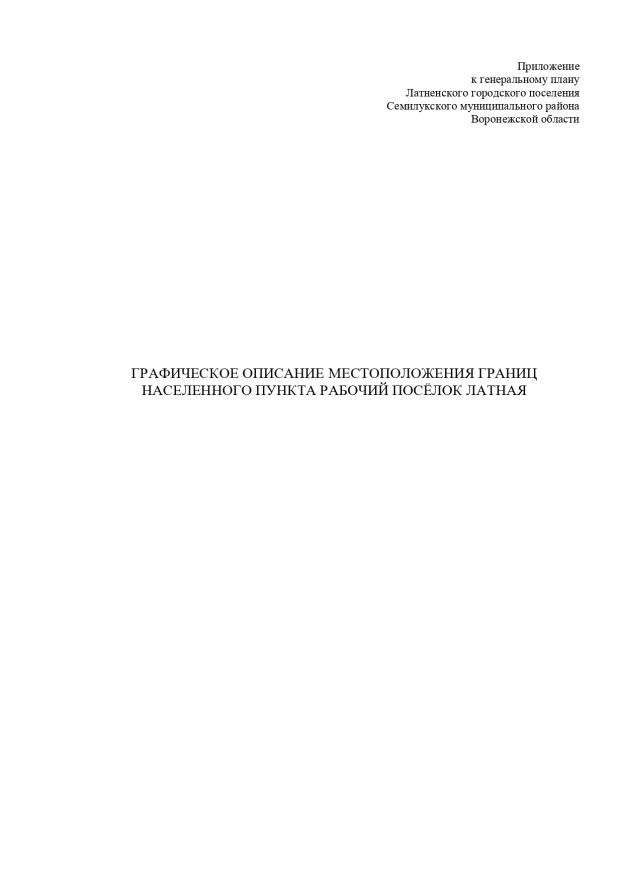 Приложение
к генеральному плану
Латненского городского поселения
Семилукского муниципального района
Воронежской области
ГРАФИЧЕСКОЕ ОПИСАНИЕ МЕСТОПОЛОЖЕНИЯ ГРАНИЦ
НАСЕЛЕННОГО ПУНКТА РАБОЧИЙ ПОСЁЛОК ЛАТНАЯ